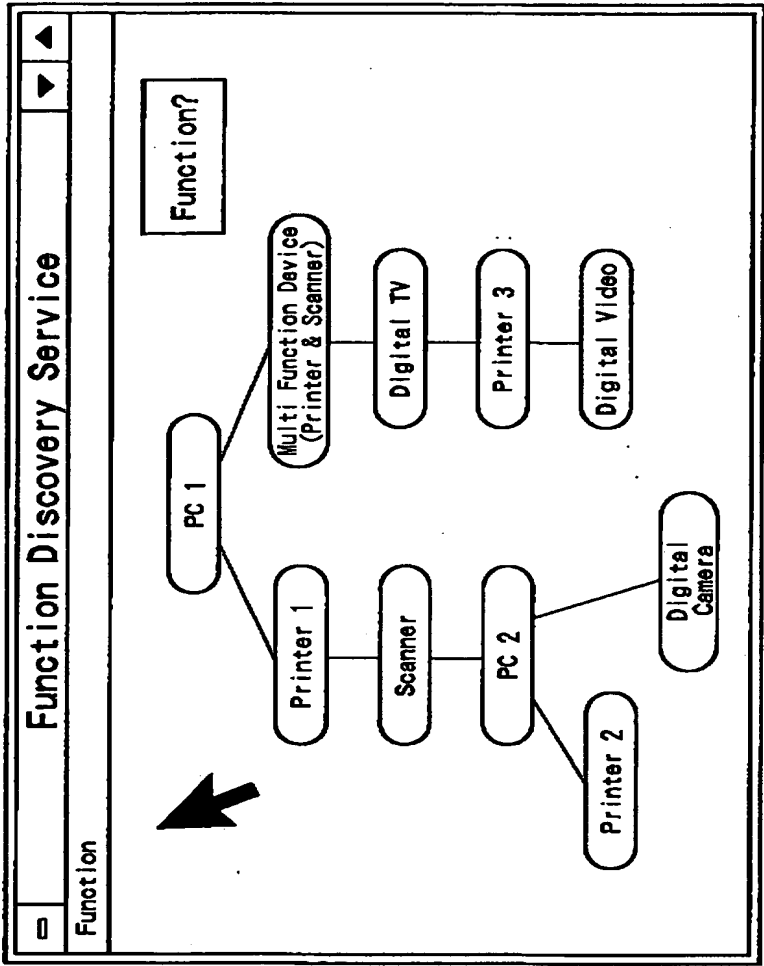 Function Discovery Service
Function
Function?
PC 1
Printer 1
Multi Function Device
(Printer & Scanner)
Scanner
Digital TV
PC 2
Printer 3
Printer 2
Digital Video
Digital
Camera